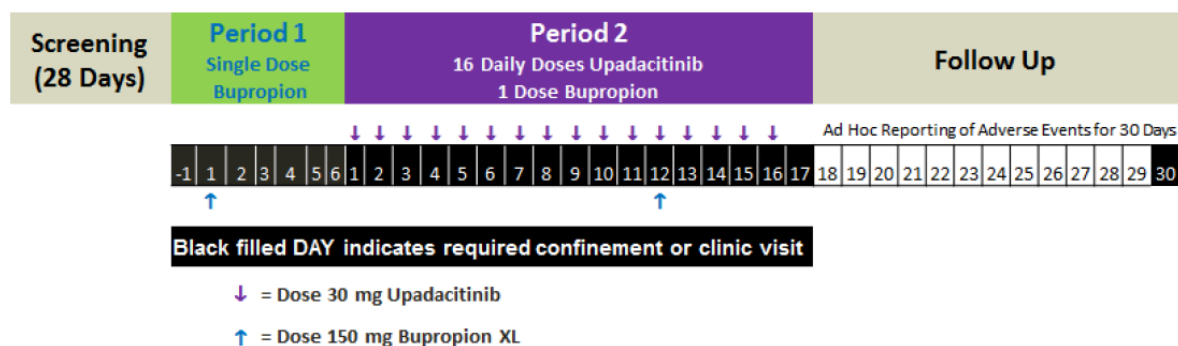 Screening
(28 Days)
Period 1
Single Dose
Bupropion
Period 2
16 Daily Doses Upadacitinib
1 Dose Bupropion
Follow Up
Ad Hoc Reporting of Adverse Events for 30 Days
-1 1 2 3 4 5 6 1 2 3 4 5 6 7 8 9 10 11 12 13 14 15 16 17 18 19 20 21 22 23 24 25 26 27 28 29 30
Black filled DAY indicates required confinement or clinic visit
↓ = Dose 30 mg Upadacitinib
↑ = Dose 150 mg Bupropion XL